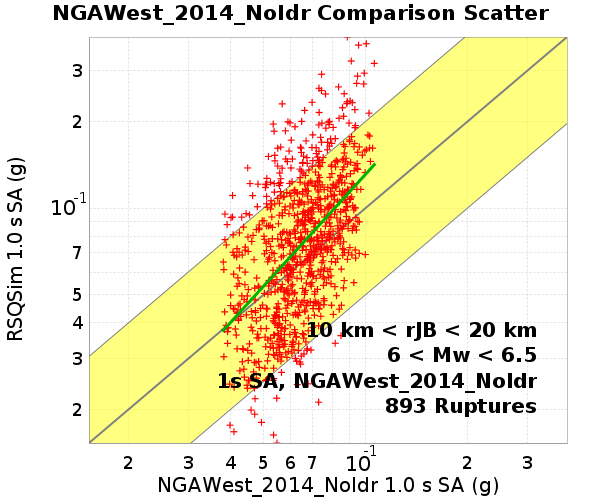 NGAWest_2014_NoIdr Comparison Scatter
RSQSim 1.0 s SA (g)
3
2
10^-1
7
5
4
3
2
10 km < rJB < 20 km
6 < Mw < 6.5
1s SA, NGAWest_2014_NoIdr
893 Ruptures
2 3 4 5 6 7 10^-1 2 3
NGAWest_2014_NoIdr 1.0 s SA (g)